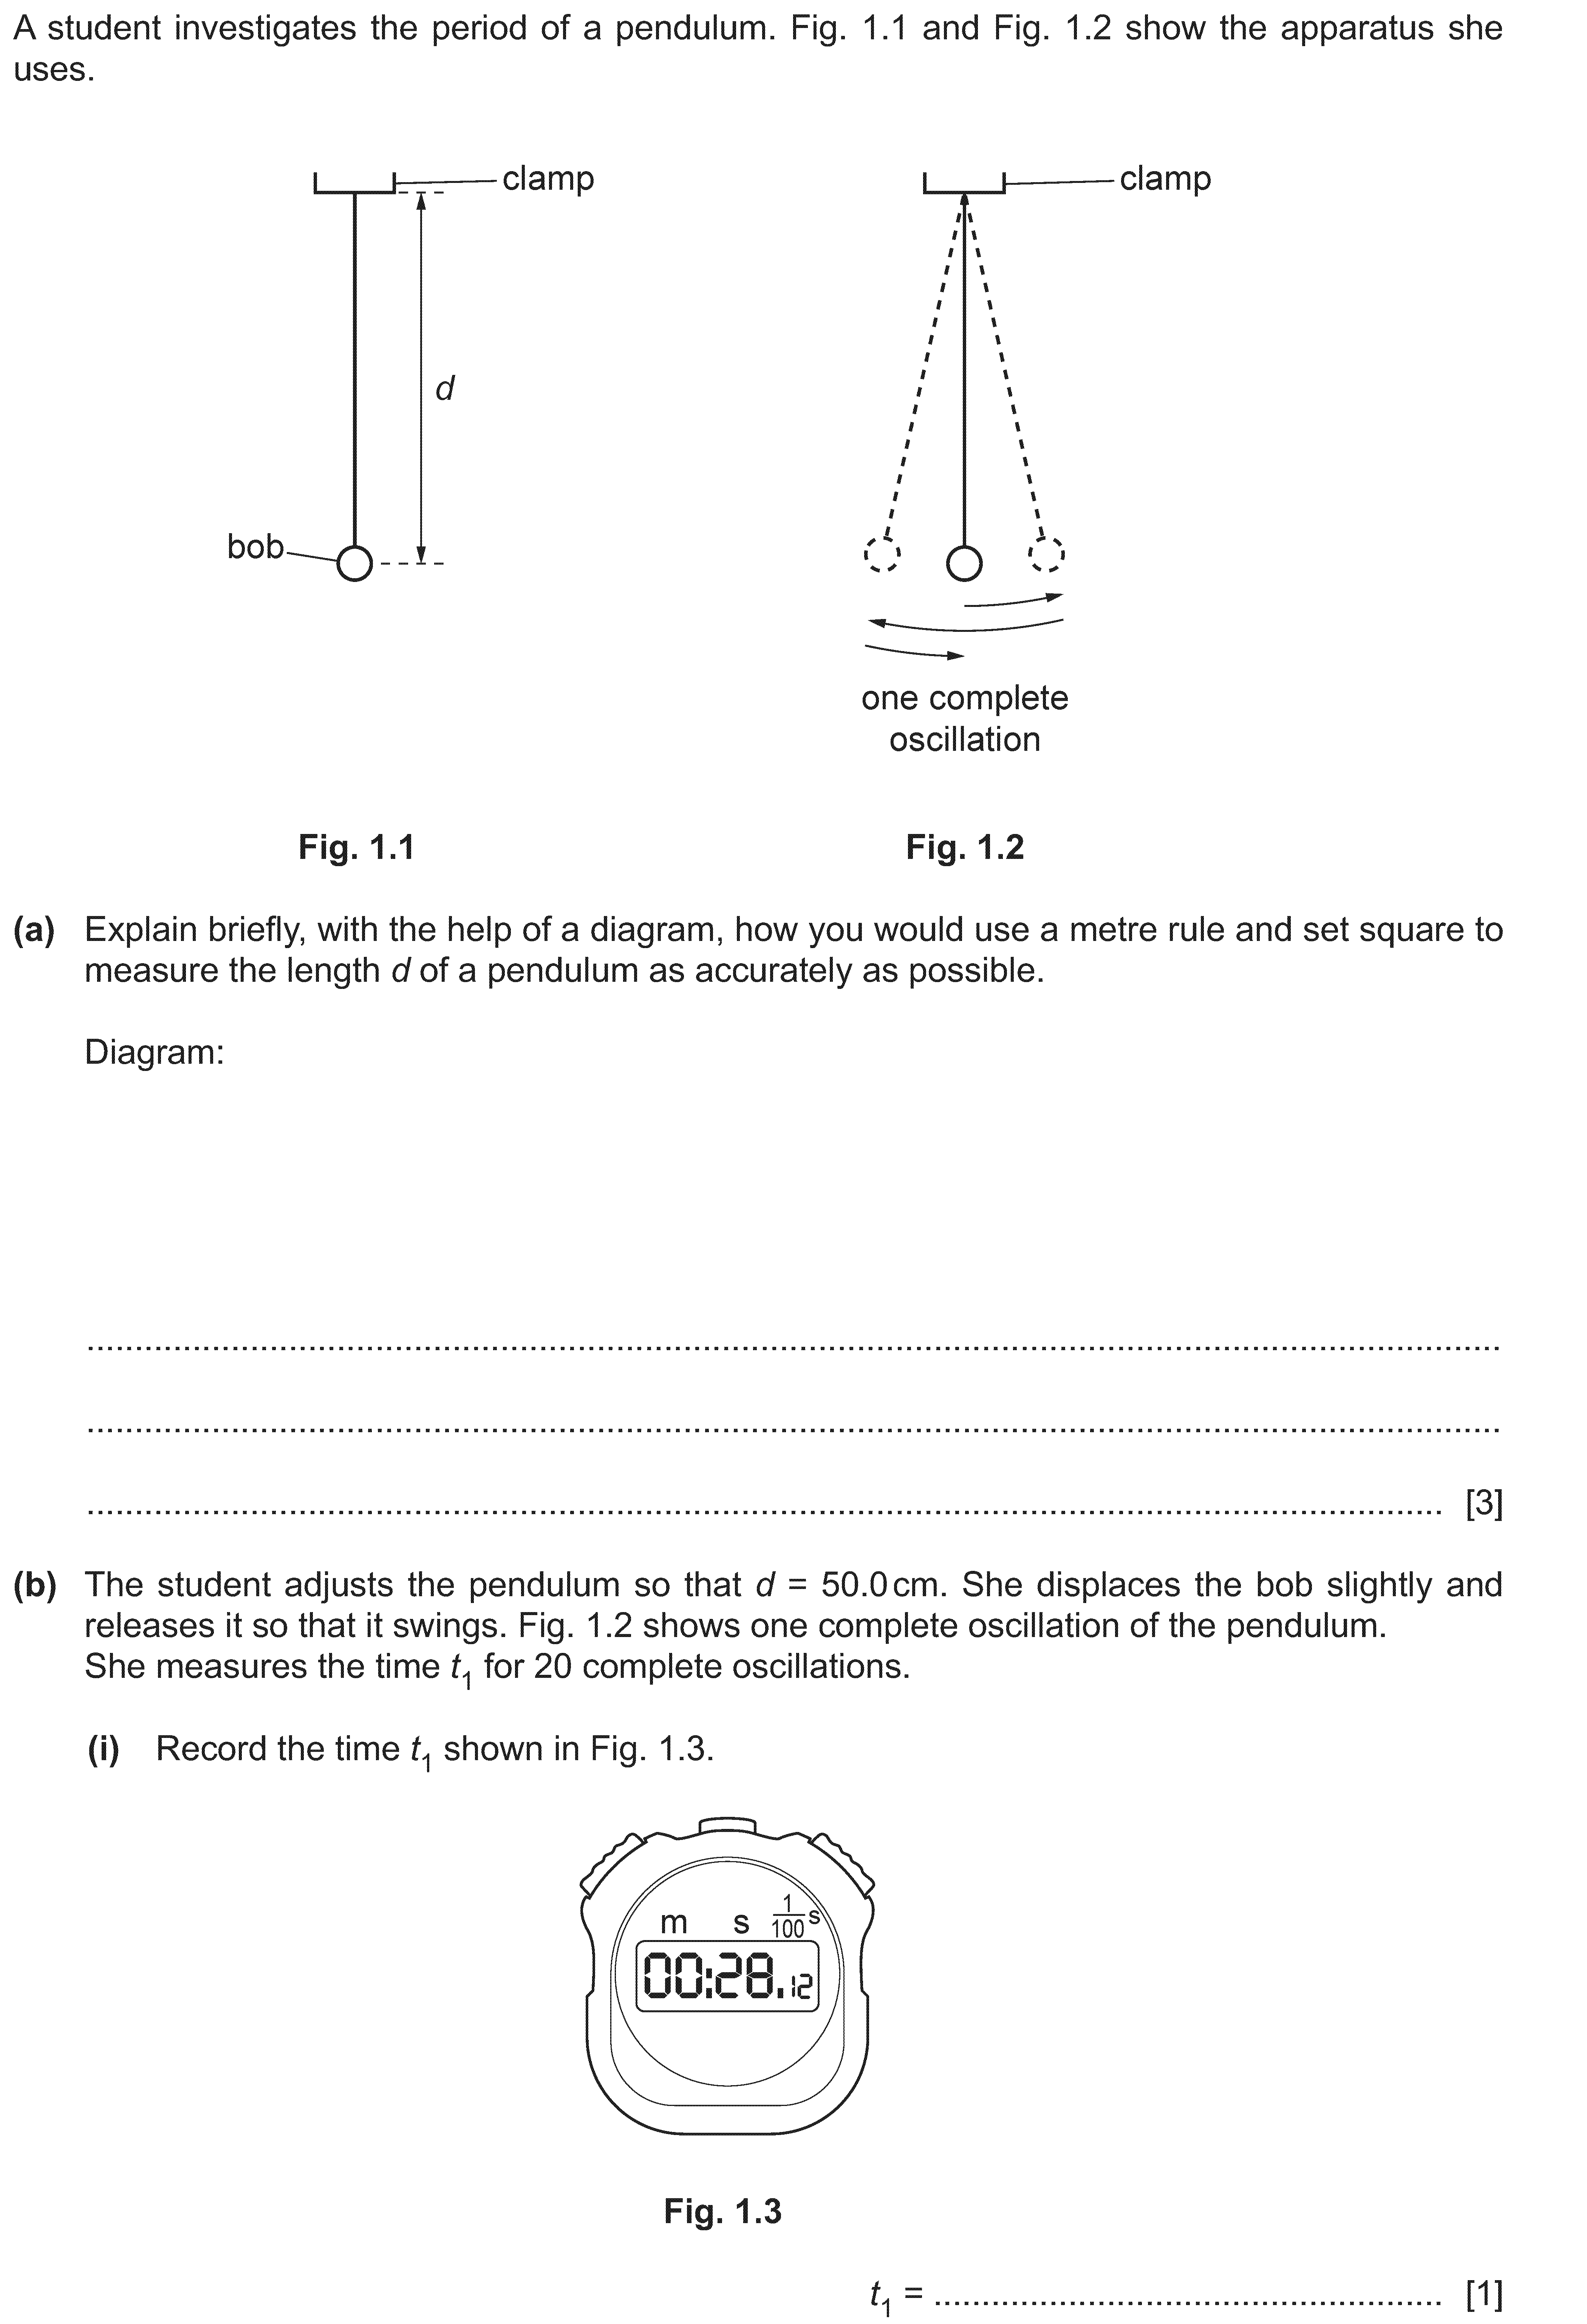 A student investigates the period of a pendulum. Fig. 1.1 and Fig. 1.2 show the apparatus she
uses.
clamp
clamp
d
bob
one complete
oscillation
Fig. 1.1
Fig. 1.2
(a) Explain briefly, with the help of a diagram, how you would use a metre rule and set square to
measure the length d of a pendulum as accurately as possible.
Diagram:
[3]
(b) The student adjusts the pendulum so that d = 50.0 cm. She displaces the bob slightly and
releases it so that it swings. Fig. 1.2 shows one complete oscillation of the pendulum.
She measures the time t₁ for 20 complete oscillations.
(i) Record the time t₁ shown in Fig. 1.3.
m s 1/100 s
00:28.12
Fig. 1.3
t₁ = .......................................................... [1]